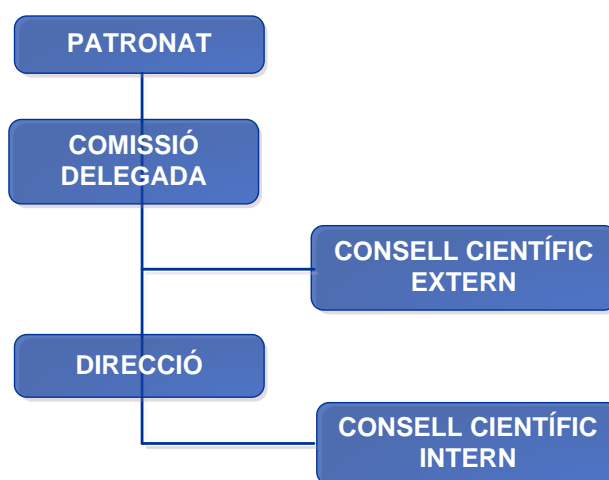 PATRONAT
COMISSIÓ
DELEGADA
CONSELL CIENTÍFIC
EXTERN
DIRECCIÓ
CONSELL CIENTÍFIC
INTERN